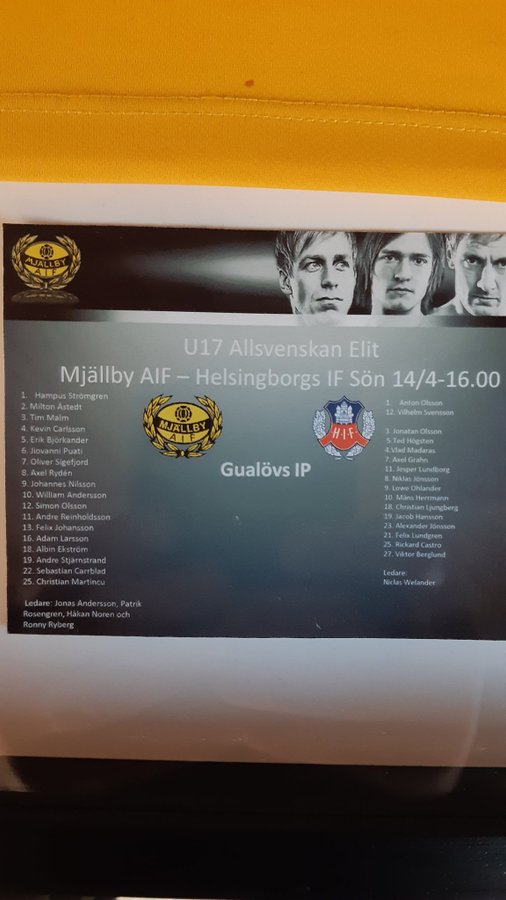 MJÄLLBY
A I F
U17 Allsvenskan Elit
Mjällby AIF – Helsingborgs IF Sön 14/4-16.00
1. Hampus Strömgren
2. Milton Åstedt
3. Tim Malm
4. Kevin Carlsson
5. Erik Björkander
6. Jiovanni Puati
7. Oliver Sigefjord
8. Axel Rydén
9. Johannes Nilsson
10. William Andersson
12. Simon Olsson
11. Andre Reinholdsson
13. Felix Johansson
16. Adam Larsson
18. Albin Ekström
19. Andre Stjärnstrand
22. Sebastian Carrblad
25. Christian Martincu
Ledare: Jonas Andersson, Patrik
Rosengren, Håkan Noren och
Ronny Ryberg
MJÄLLBY
A I F
H·I·F
Gualövs IP
1. Anton Olsson
12. Vilhelm Svensson
3. Jonatan Olsson
5.Ted Högsten
4.Vlad Madaras
7. Axel Grahn
11. Jesper Lundborg
8. Niklas Jönsson
9. Lowe Ohlander
10. Måns Herrmann
18. Christian Ljungberg
19. Jacob Hansson
23. Alexander Jönsson
21. Felix Lundgren
25. Rickard Castro
27. Viktor Berglund
Ledare:
Niclas Welander